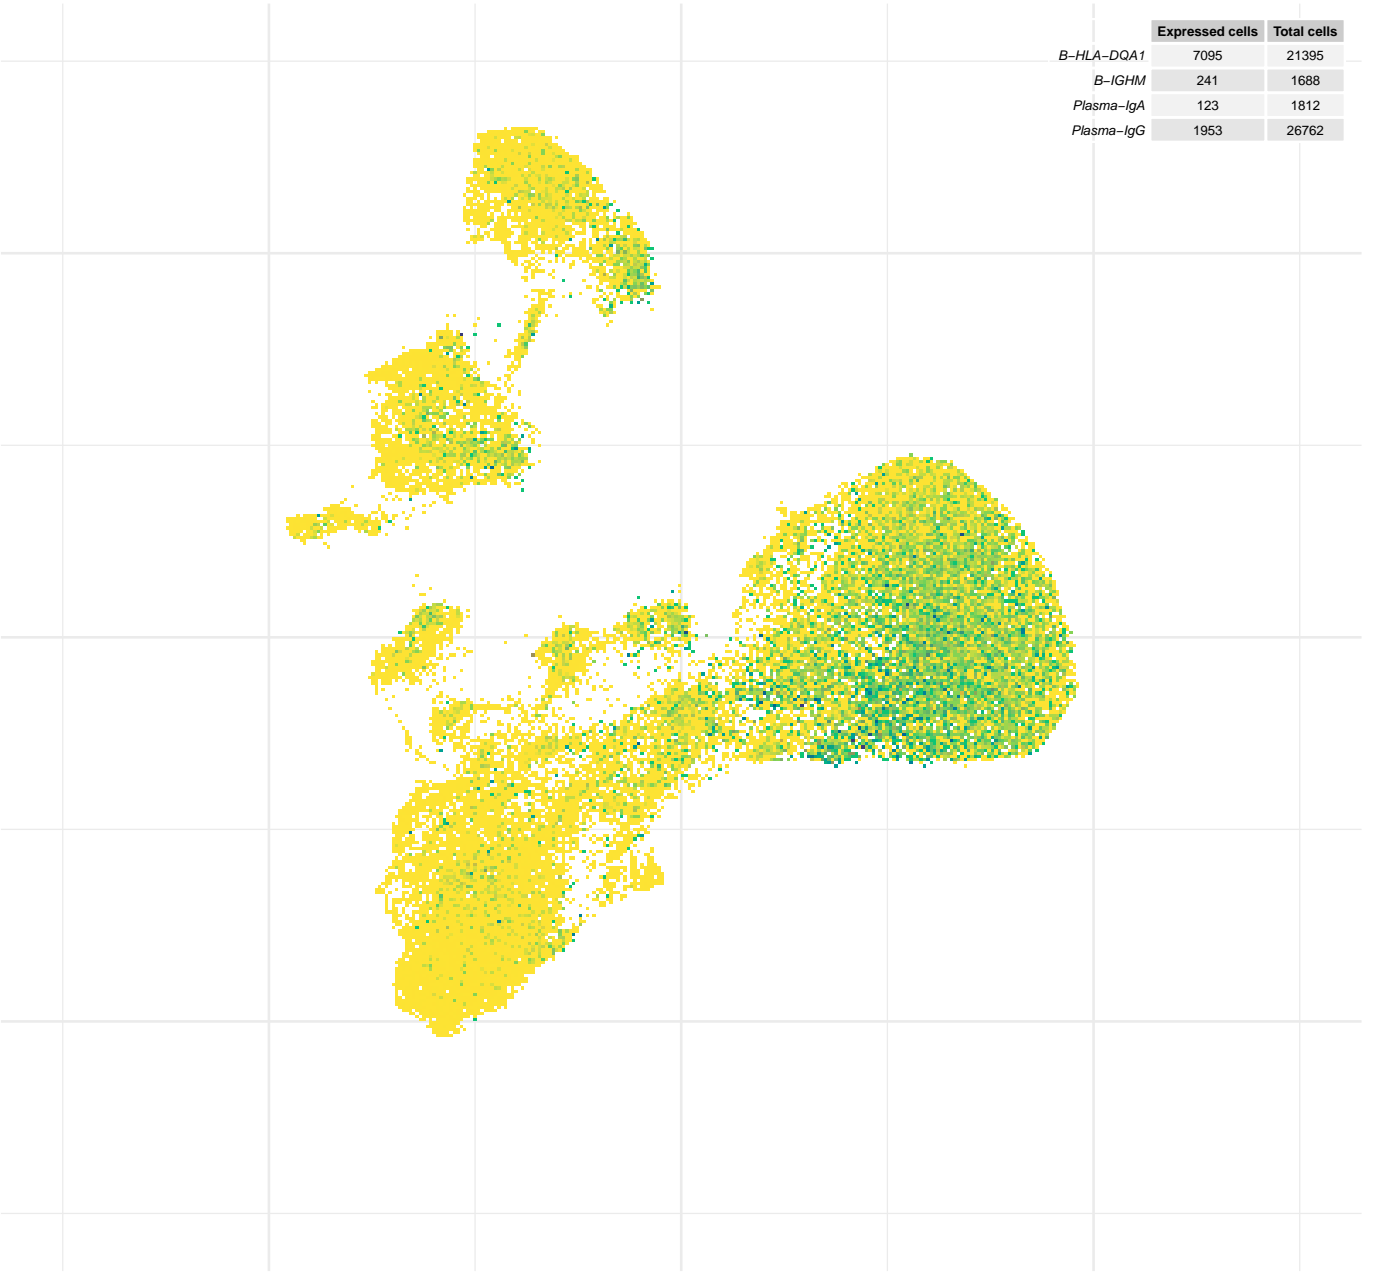 Expressed cells Total cells
B−HLA−DQA1 7095 21395
B−IGHM 241 1688
Plasma−IgA 123 1812
Plasma−IgG 1953 26762